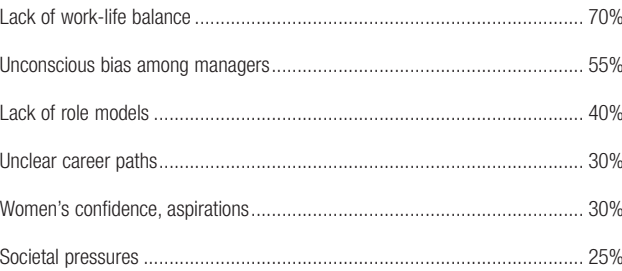 Lack of work-life balance ........................................................................ 70%
Unconscious bias among managers.......................................................... 55%
Lack of role models ................................................................................ 40%
Unclear career paths............................................................................... 30%
Women’s confidence, aspirations.............................................................. 30%
Societal pressures .................................................................................. 25%